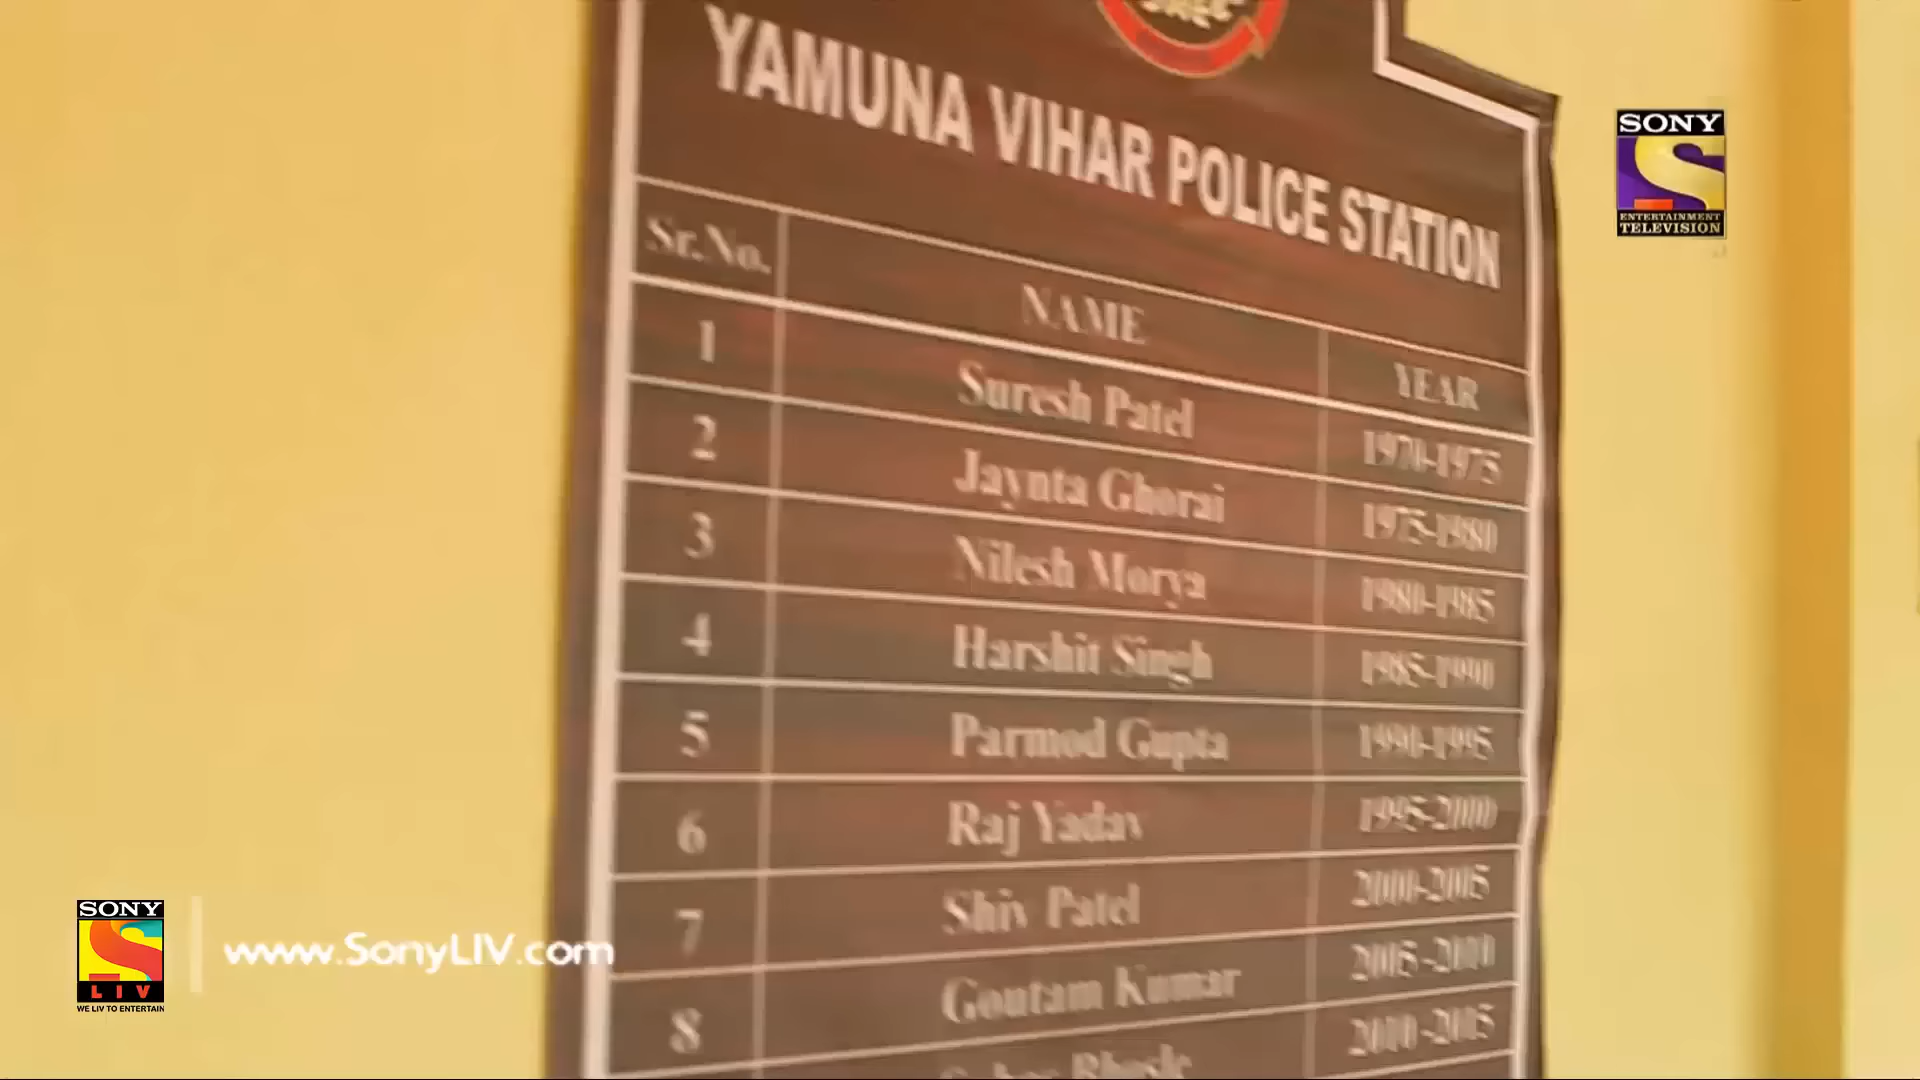 YAMUNA VIHAR POLICE STATION
Sr.No. NAME YEAR
1 Suresh Patel 1970-1975
2 Jaynta Ghorai 1975-1980
3 Nilesh Morya 1980-1985
4 Harshit Singh 1985-1990
5 Parmod Gupta 1990-1995
6 Raj Yadav 1995-2000
7 Shiv Patel 2000-2005
8 Goutam Kumar 2005-2010
2010-2015
SONY
ENTERTAINMENT
TELEVISION
SONY
LIV
WE LIV TO ENTERTAIN
www.SonyLIV.com